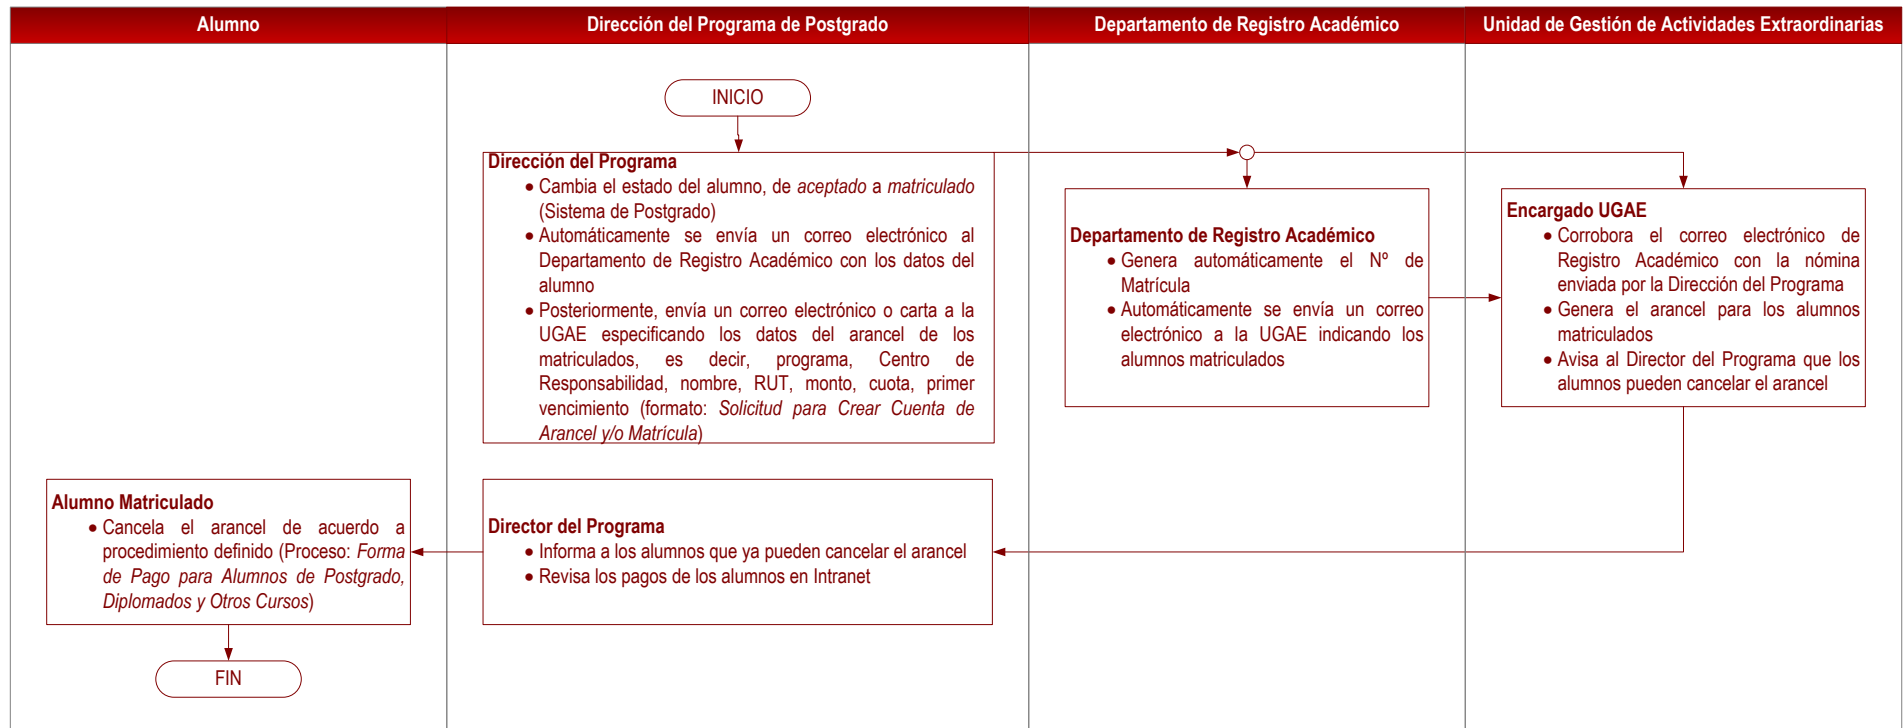 Alumno
Dirección del Programa de Postgrado
Departamento de Registro Académico
Unidad de Gestión de Actividades Extraordinarias
INICIO
Dirección del Programa
• Cambia el estado del alumno, de aceptado a matriculado
(Sistema de Postgrado)
• Automáticamente se envía un correo electrónico al
Departamento de Registro Académico con los datos del
alumno
• Posteriormente, envía un correo electrónico o carta a la
UGAE especificando los datos del arancel de los
matriculados, es decir, programa, Centro de
Responsabilidad, nombre, RUT, monto, cuota, primer
vencimiento (formato: Solicitud para Crear Cuenta de
Arancel y/o Matrícula)
Departamento de Registro Académico
• Genera automáticamente el Nº de
Matrícula
• Automáticamente se envía un correo
electrónico a la UGAE indicando los
alumnos matriculados
Encargado UGAE
• Corrobora el correo electrónico de
Registro Académico con la nómina
enviada por la Dirección del Programa
• Genera el arancel para los alumnos
matriculados
• Avisa al Director del Programa que los
alumnos pueden cancelar el arancel
Director del Programa
• Informa a los alumnos que ya pueden cancelar el arancel
• Revisa los pagos de los alumnos en Intranet
Alumno Matriculado
• Cancela el arancel de acuerdo a
procedimiento definido (Proceso: Forma
de Pago para Alumnos de Postgrado,
Diplomados y Otros Cursos)
FIN